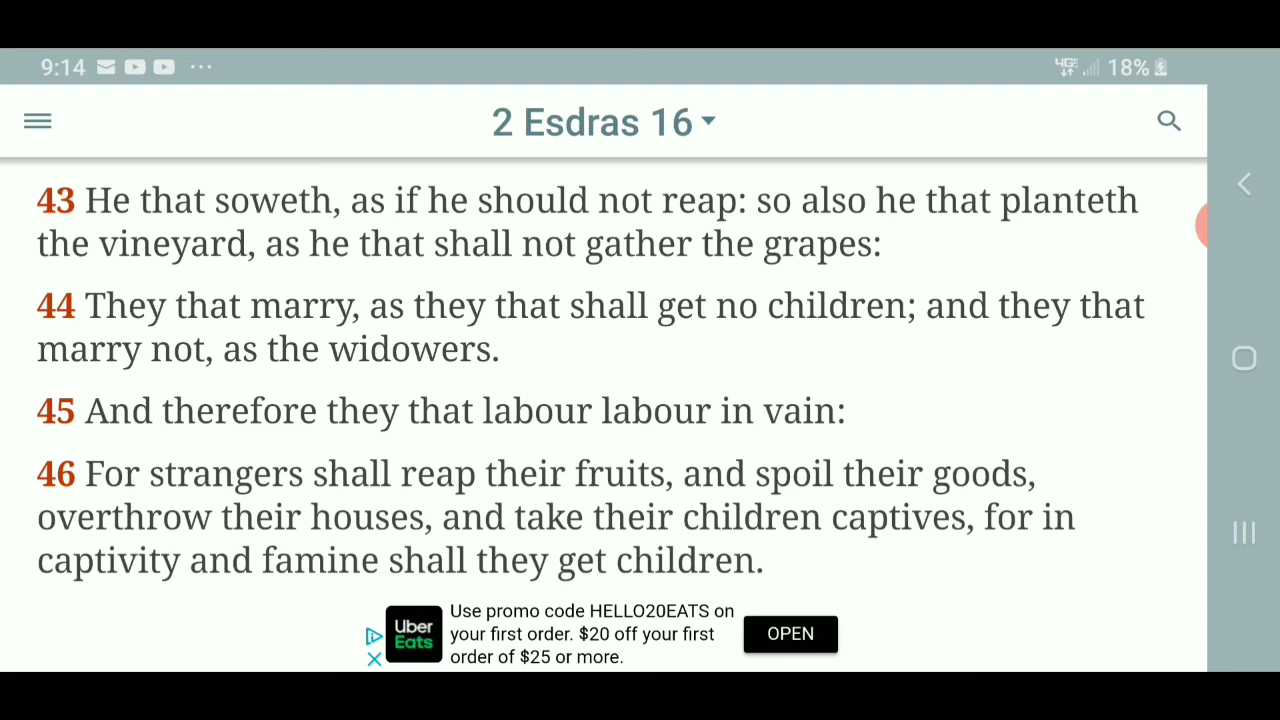 9:14 ... 4GE 18%
2 Esdras 16
43 He that soweth, as if he should not reap: so also he that planteth
the vineyard, as he that shall not gather the grapes:
44 They that marry, as they that shall get no children; and they that
marry not, as the widowers.
45 And therefore they that labour labour in vain:
46 For strangers shall reap their fruits, and spoil their goods,
overthrow their houses, and take their children captives, for in
captivity and famine shall they get children.
Uber
Eats
Use promo code HELLO20EATS on
your first order. $20 off your first
order of $25 or more.
OPEN